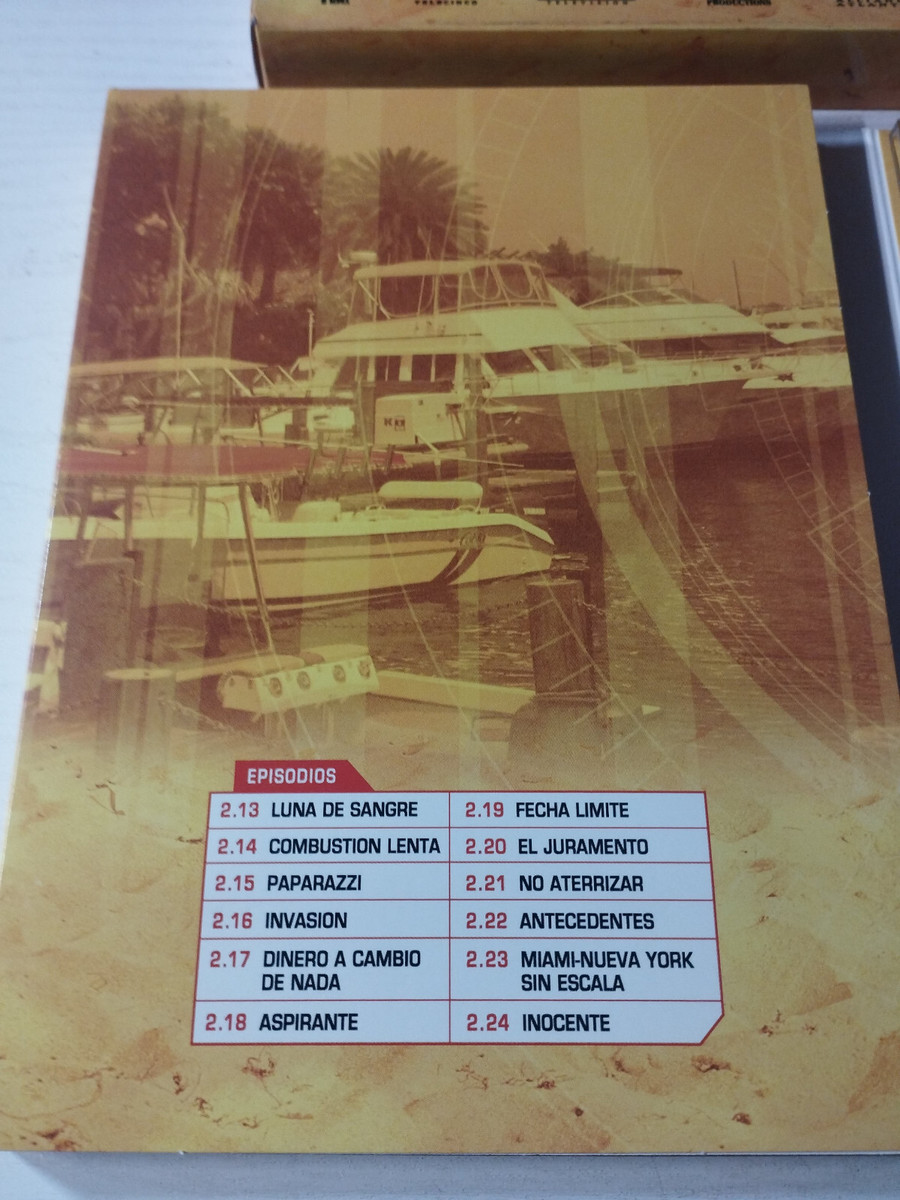 TELEVISION
PRODUCTIONS
EPISODIOS
2.13 LUNA DE SANGRE
2.14 COMBUSTION LENTA
2.15 PAPARAZZI
2.16 INVASION
2.17 DINERO A CAMBIO
DE NADA
2.18 ASPIRANTE
2.19 FECHA LIMITE
2.20 EL JURAMENTO
2.21 NO ATERRIZAR
2.22 ANTECEDENTES
2.23 MIAMI-NUEVA YORK
SIN ESCALA
2.24 INOCENTE